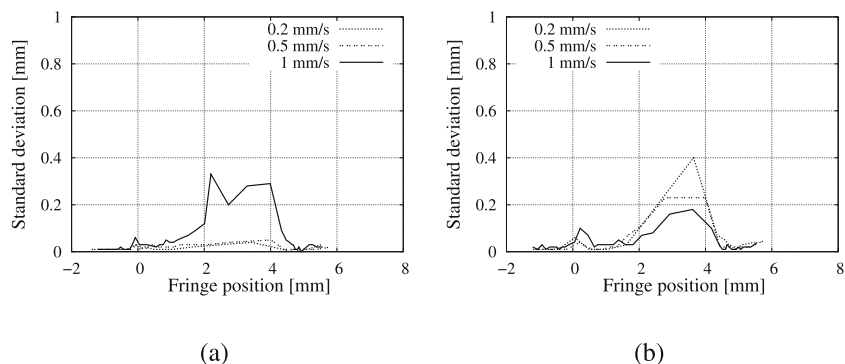 1
0.8
0.6
0.4
0.2
0
−2 0 2 4 6 8
Standard deviation [mm]
Fringe position [mm]
0.2 mm/s
0.5 mm/s
1 mm/s
(a)
1
0.8
0.6
0.4
0.2
0
−2 0 2 4 6 8
Standard deviation [mm]
Fringe position [mm]
0.2 mm/s
0.5 mm/s
1 mm/s
(b)